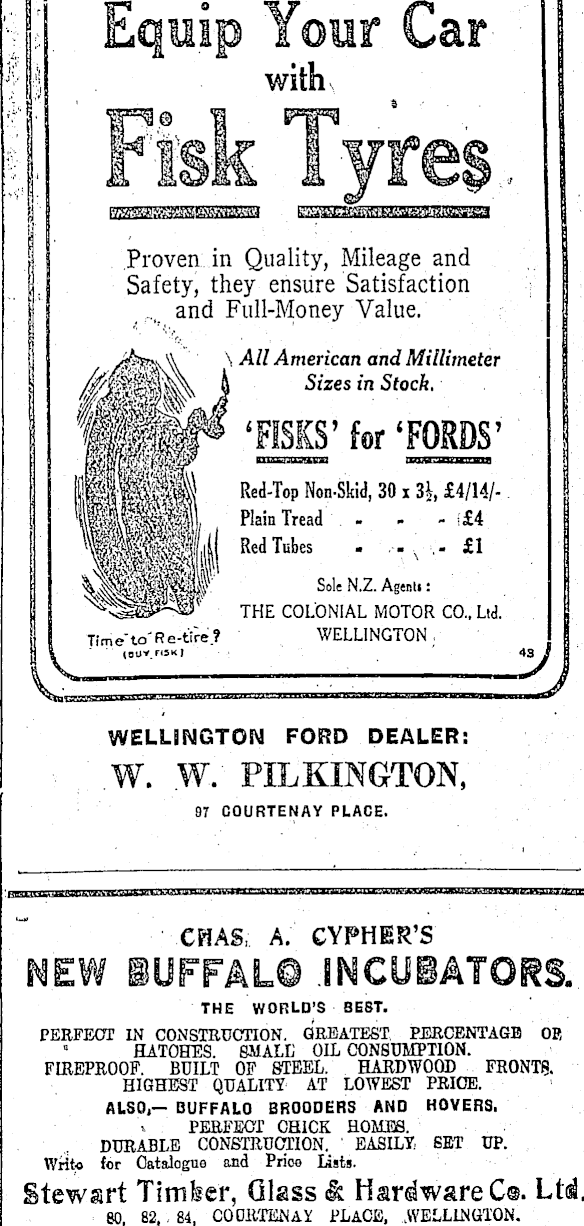 Equip Your Car
with
Fisk Tyres
Proven in Quality, Mileage and
Safety, they ensure Satisfaction
and Full-Money Value.
All American and Millimeter
Sizes in Stock.
'FISKS' for 'FORDS'
Red-Top Non-Skid, 30 x 3½, £4/14/-
Plain Tread - - - £4
Red Tubes - - - £1
Sole N.Z. Agents :
THE COLONIAL MOTOR CO., Ltd.
WELLINGTON
Time to Re-tire?
(BUY FISK)
43
WELLINGTON FORD DEALER:
W. W. PILKINGTON,
97 COURTENAY PLACE.
CHAS. A. CYPHER'S
NEW BUFFALO INCUBATORS.
THE WORLD'S BEST.
PERFECT IN CONSTRUCTION. GREATEST PERCENTAGE OF
HATCHES. SMALL OIL CONSUMPTION.
FIREPROOF. BUILT OF STEEL. HARDWOOD FRONTS.
HIGHEST QUALITY AT LOWEST PRICE.
ALSO,— BUFFALO BROODERS AND HOVERS.
PERFECT CHICK HOMES.
DURABLE CONSTRUCTION. EASILY SET UP.
Write for Catalogue and Price Lists.
Stewart Timber, Glass & Hardware Co. Ltd.
80, 82, 84, COURTENAY PLACE, WELLINGTON.